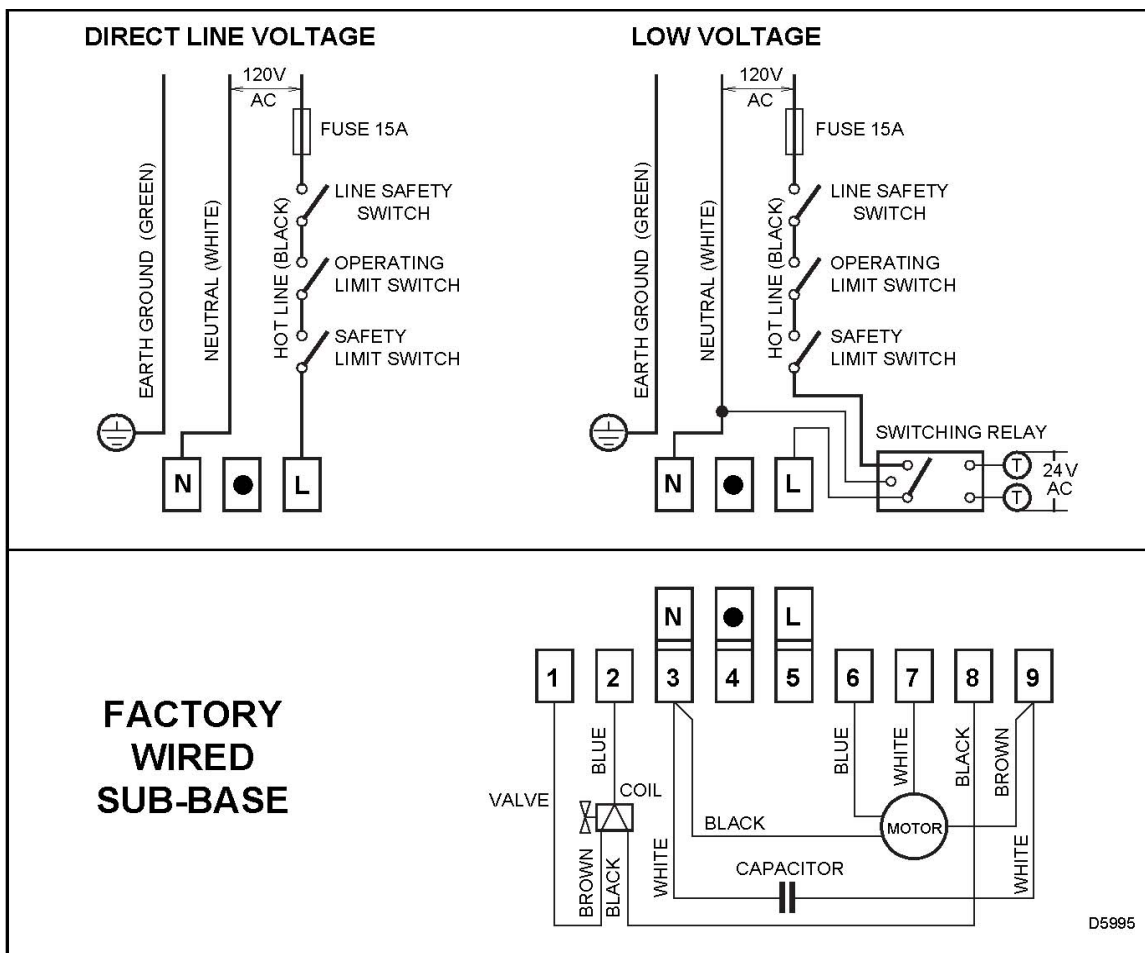 DIRECT LINE VOLTAGE
120V
AC
FUSE 15A
LINE SAFETY
SWITCH
OPERATING
LIMIT SWITCH
SAFETY
LIMIT SWITCH
EARTH GROUND (GREEN)
NEUTRAL (WHITE)
HOT LINE (BLACK)
N
L
LOW VOLTAGE
120V
AC
FUSE 15A
LINE SAFETY
SWITCH
OPERATING
LIMIT SWITCH
SAFETY
LIMIT SWITCH
EARTH GROUND (GREEN)
NEUTRAL (WHITE)
HOT LINE (BLACK)
SWITCHING RELAY
T
T
24V
AC
N
L
FACTORY
WIRED
SUB-BASE
N
L
1 2 3 4 5 6 7 8 9
BLUE
BLUE
WHITE
BLACK
BROWN
VALVE
COIL
BLACK
MOTOR
BROWN
BLACK
WHITE
CAPACITOR
WHITE
D5995